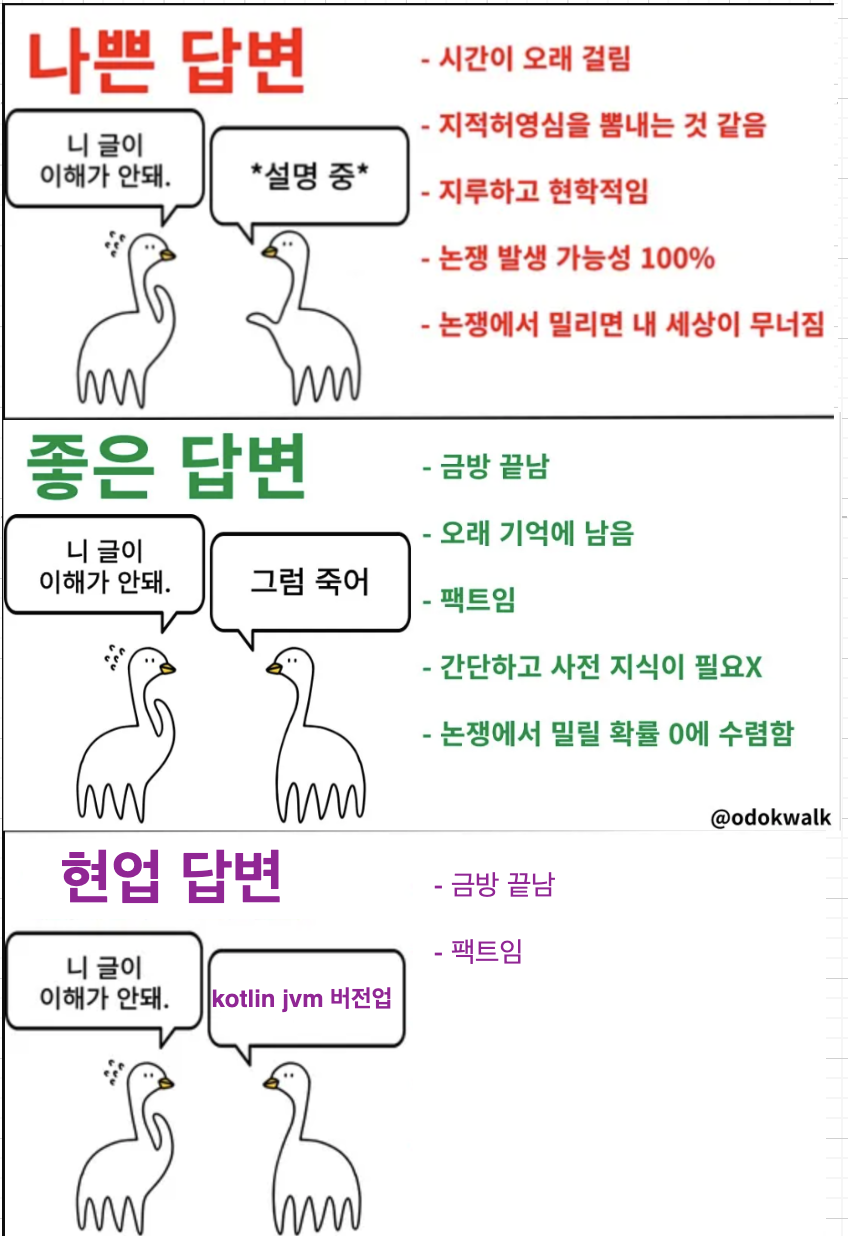 나쁜 답변
니 글이
이해가 안돼.
*설명 중*
- 시간이 오래 걸림
- 지적허영심을 뽐내는 것 같음
- 지루하고 현학적임
- 논쟁 발생 가능성 100%
- 논쟁에서 밀리면 내 세상이 무너짐
좋은 답변
니 글이
이해가 안돼.
그럼 죽어
- 금방 끝남
- 오래 기억에 남음
- 팩트임
- 간단하고 사전 지식이 필요X
- 논쟁에서 밀릴 확률 0에 수렴함
@odokwalk
현업 답변
니 글이
이해가 안돼.
kotlin jvm 버전업
- 금방 끝남
- 팩트임